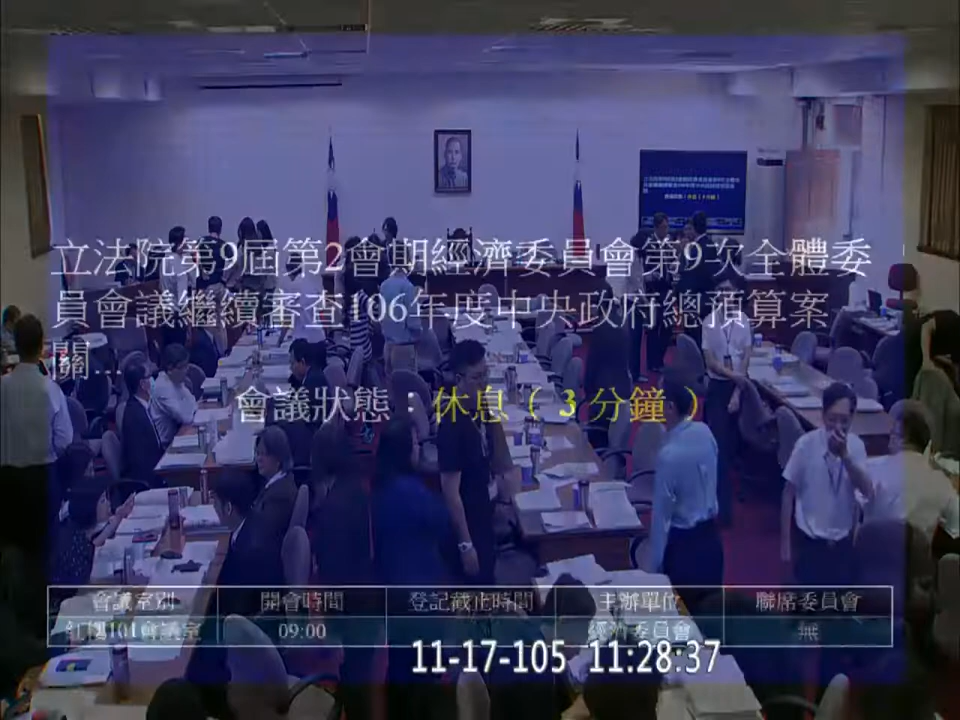 立法院第9屆第2會期經濟委員會第9次全體委
員會議繼續審查106年度中央政府總預算案
關...
會議狀態：休息（3分鐘）
會議室別 開會時間 登記截止時間 主辦單位 聯席委員會
紅樓101會議室 09:00 經濟委員會 無
11-17-105 11:28:37